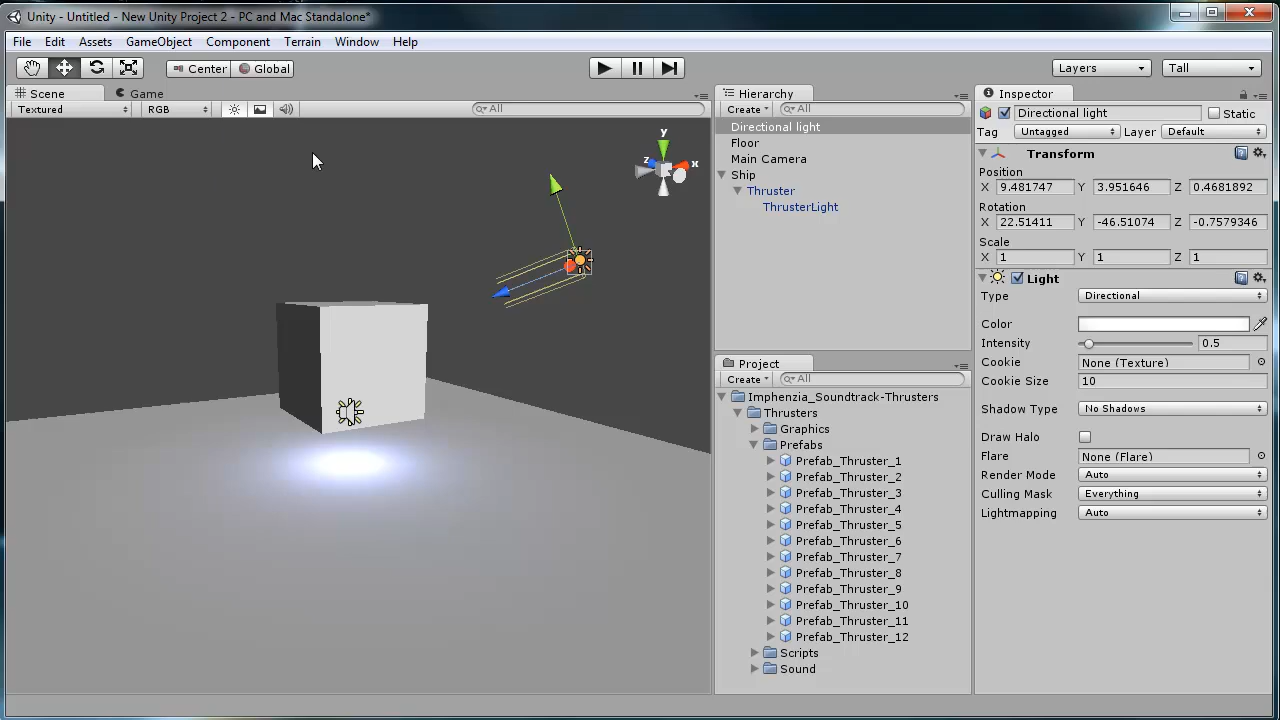 Unity - Untitled - New Unity Project 2 - PC and Mac Standalone*
File Edit Assets GameObject Component Terrain Window Help
Center Global Layers Tall
Scene Game
Textured RGB All
y
z x
Hierarchy
Create All
Directional light
Floor
Main Camera
Ship
Thruster
ThrusterLight
Project
Create All
Imphenzia_Soundtrack-Thrusters
Thrusters
Graphics
Prefabs
Prefab_Thruster_1
Prefab_Thruster_2
Prefab_Thruster_3
Prefab_Thruster_4
Prefab_Thruster_5
Prefab_Thruster_6
Prefab_Thruster_7
Prefab_Thruster_8
Prefab_Thruster_9
Prefab_Thruster_10
Prefab_Thruster_11
Prefab_Thruster_12
Scripts
Sound
Inspector
Directional light Static
Tag Untagged Layer Default
Transform
Position
X 9.481747 Y 3.951646 Z 0.4681892
Rotation
X 22.51411 Y -46.51074 Z -0.7579346
Scale
X 1 Y 1 Z 1
Light
Type Directional
Color
Intensity 0.5
Cookie None (Texture)
Cookie Size 10
Shadow Type No Shadows
Draw Halo
Flare None (Flare)
Render Mode Auto
Culling Mask Everything
Lightmapping Auto